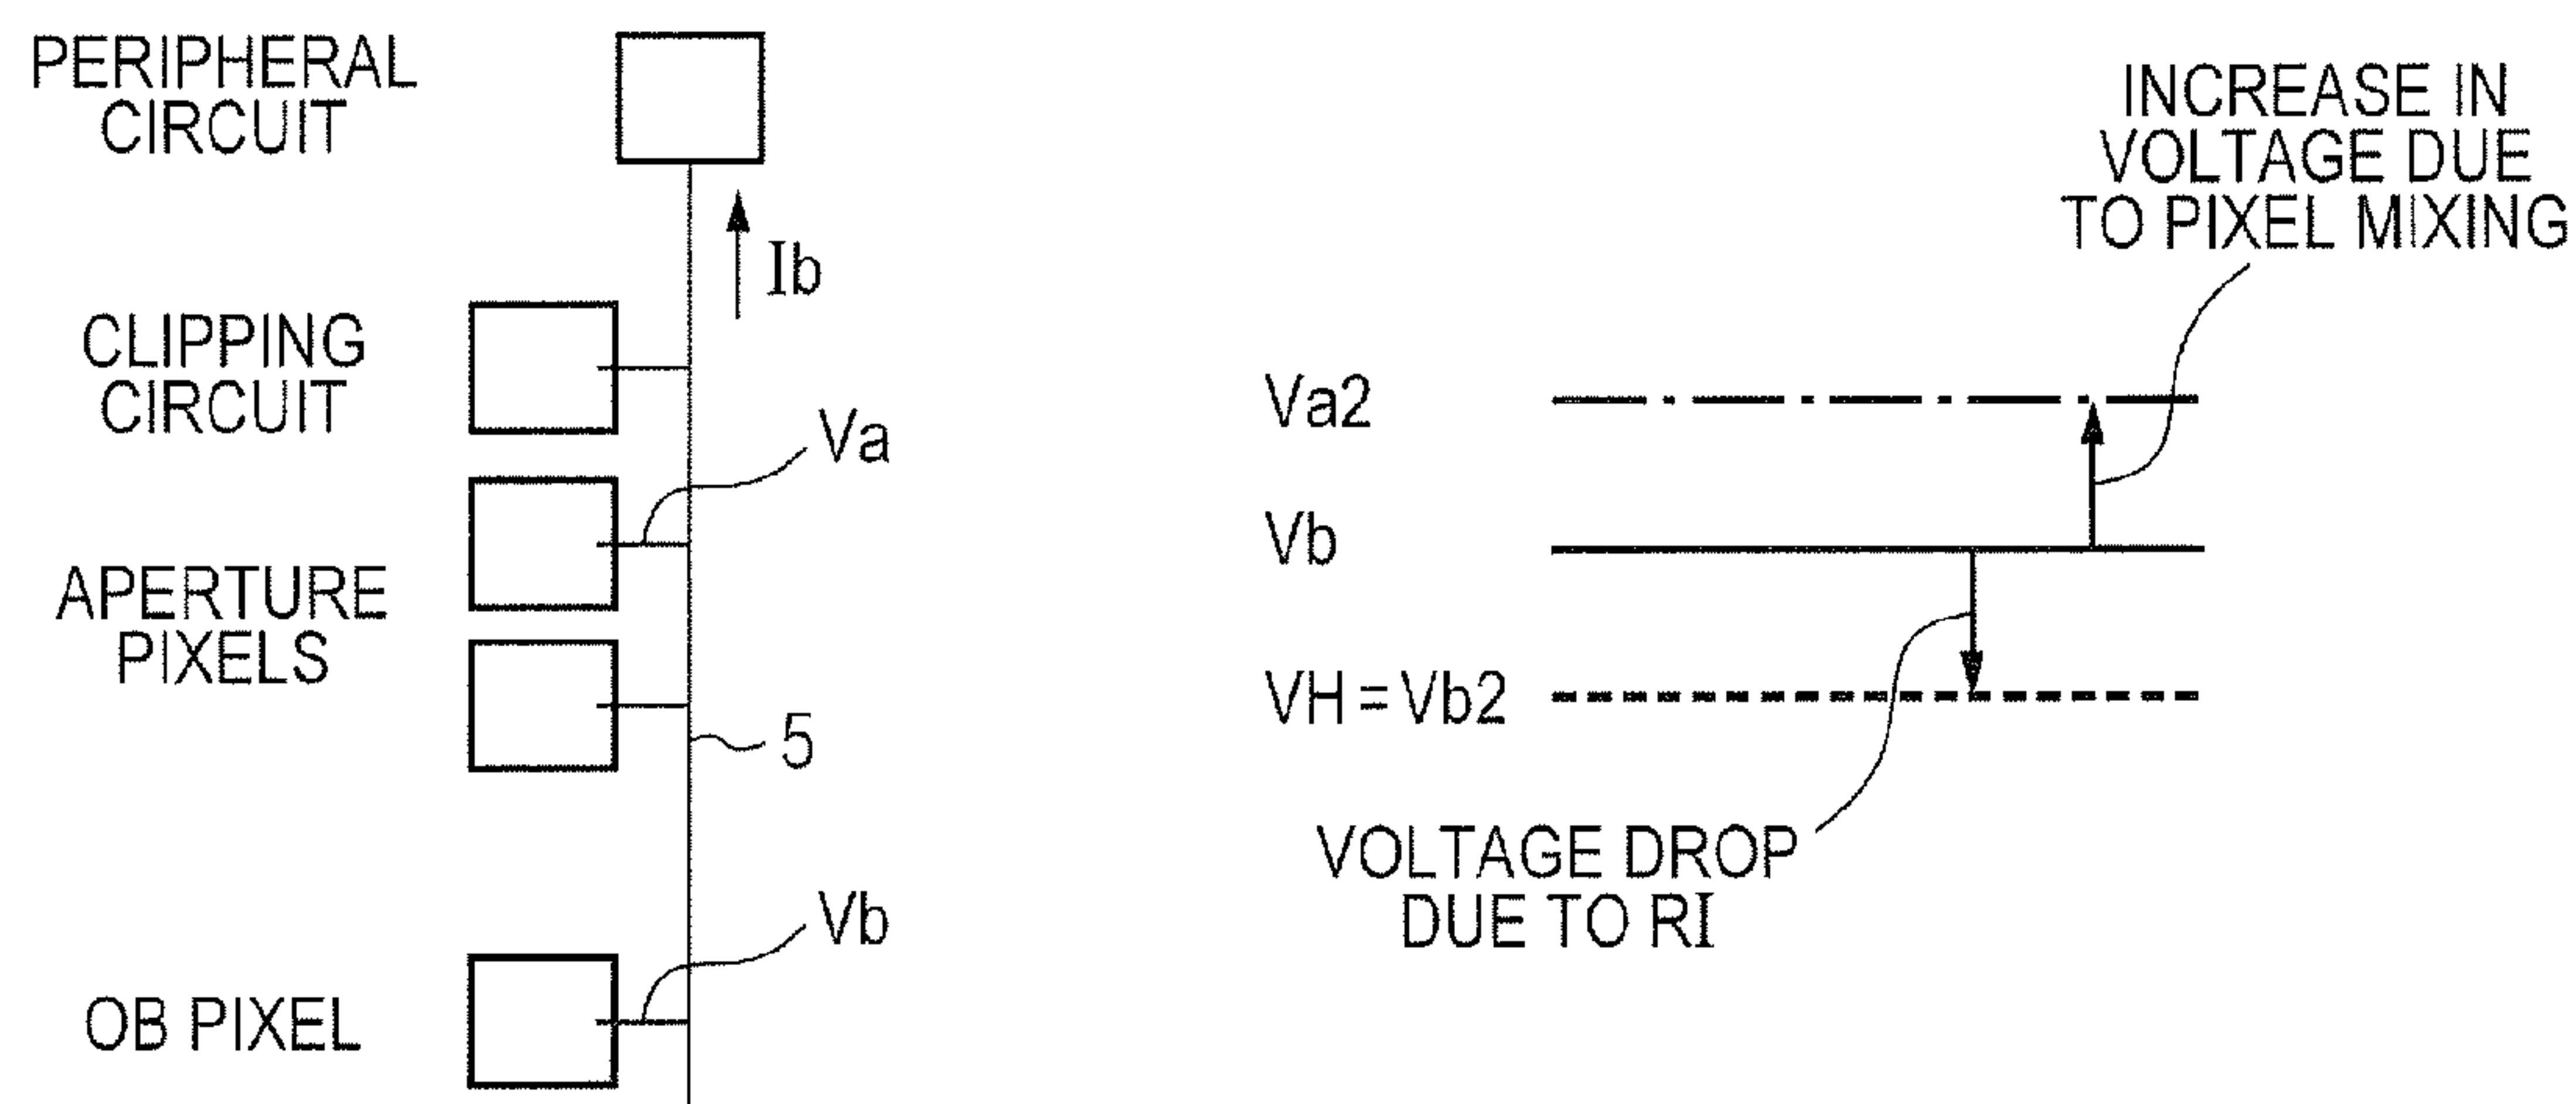 PERIPHERAL
CIRCUIT
Ib
CLIPPING
CIRCUIT
Va
APERTURE
PIXELS
5
Vb
OB PIXEL
INCREASE IN
VOLTAGE DUE
TO PIXEL MIXING
Va2
Vb
VH = Vb2
VOLTAGE DROP
DUE TO RI